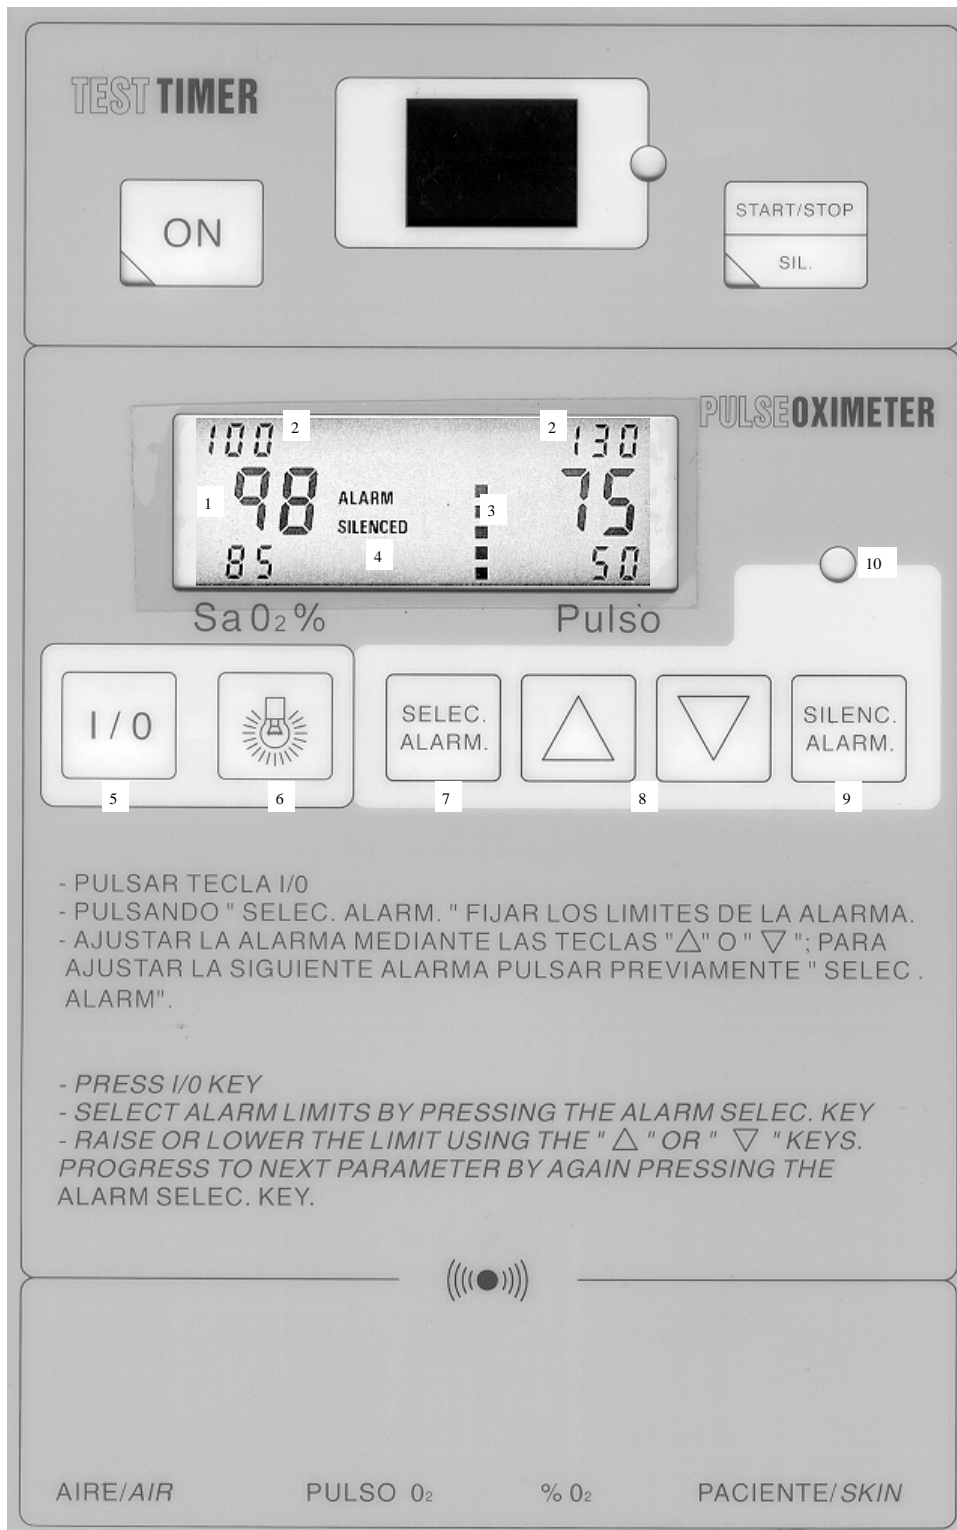 TEST TIMER
ON
START/STOP
SIL.
PULSEOXIMETER
100 2 2 130
1 98 ALARM 3 75
SILENCED
4
85 50
10
Sa O2 % Pulso
I / 0
SELEC. ALARM.
SILENC. ALARM.
5 6 7 8 9
- PULSAR TECLA I/0
- PULSANDO " SELEC. ALARM. " FIJAR LOS LIMITES DE LA ALARMA.
- AJUSTAR LA ALARMA MEDIANTE LAS TECLAS "△" O " ▽ "; PARA
AJUSTAR LA SIGUIENTE ALARMA PULSAR PREVIAMENTE " SELEC .
ALARM".
- PRESS I/0 KEY
- SELECT ALARM LIMITS BY PRESSING THE ALARM SELEC. KEY
- RAISE OR LOWER THE LIMIT USING THE " △ " OR " ▽ " KEYS.
PROGRESS TO NEXT PARAMETER BY AGAIN PRESSING THE
ALARM SELEC. KEY.
AIRE/AIR PULSO O2 % O2 PACIENTE/SKIN